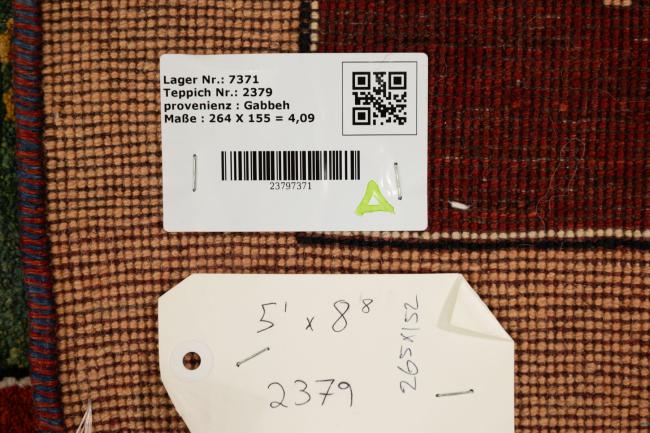 Lager Nr.: 7371
Teppich Nr.: 2379
provenienz : Gabbeh
Maße : 264 X 155 = 4,09
23797371
5' x 8⁸
265x152
2379